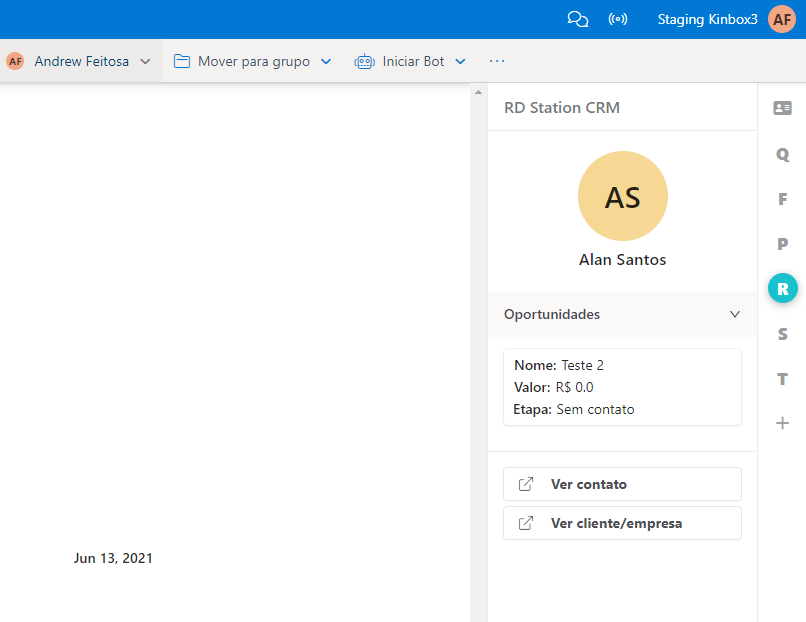 Staging Kinbox3 AF
AF Andrew Feitosa Mover para grupo Iniciar Bot ...
RD Station CRM
AS
Alan Santos
Oportunidades
Nome: Teste 2
Valor: R$ 0.0
Etapa: Sem contato
Ver contato
Ver cliente/empresa
Jun 13, 2021
Q
F
P
R
S
T
+